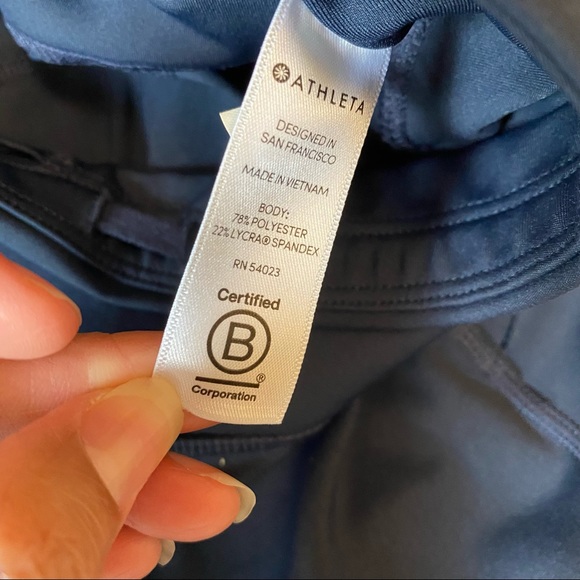 ATHLETA
DESIGNED IN
SAN FRANCISCO
MADE IN VIETNAM
BODY:
78% POLYESTER
22% LYCRA® SPANDEX
RN 54023
Certified
B
®
Corporation